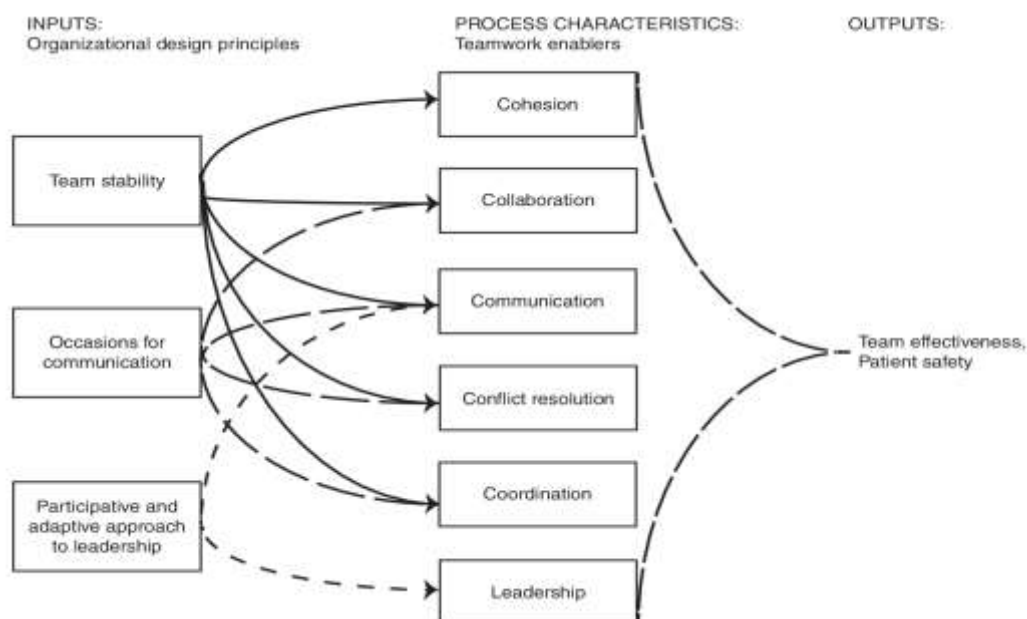 INPUTS:
Organizational design principles
PROCESS CHARACTERISTICS:
Teamwork enablers
OUTPUTS:
Team stability
Occasions for
communication
Participative and
adaptive approach
to leadership
Cohesion
Collaboration
Communication
Conflict resolution
Coordination
Leadership
Team effectiveness,
Patient safety